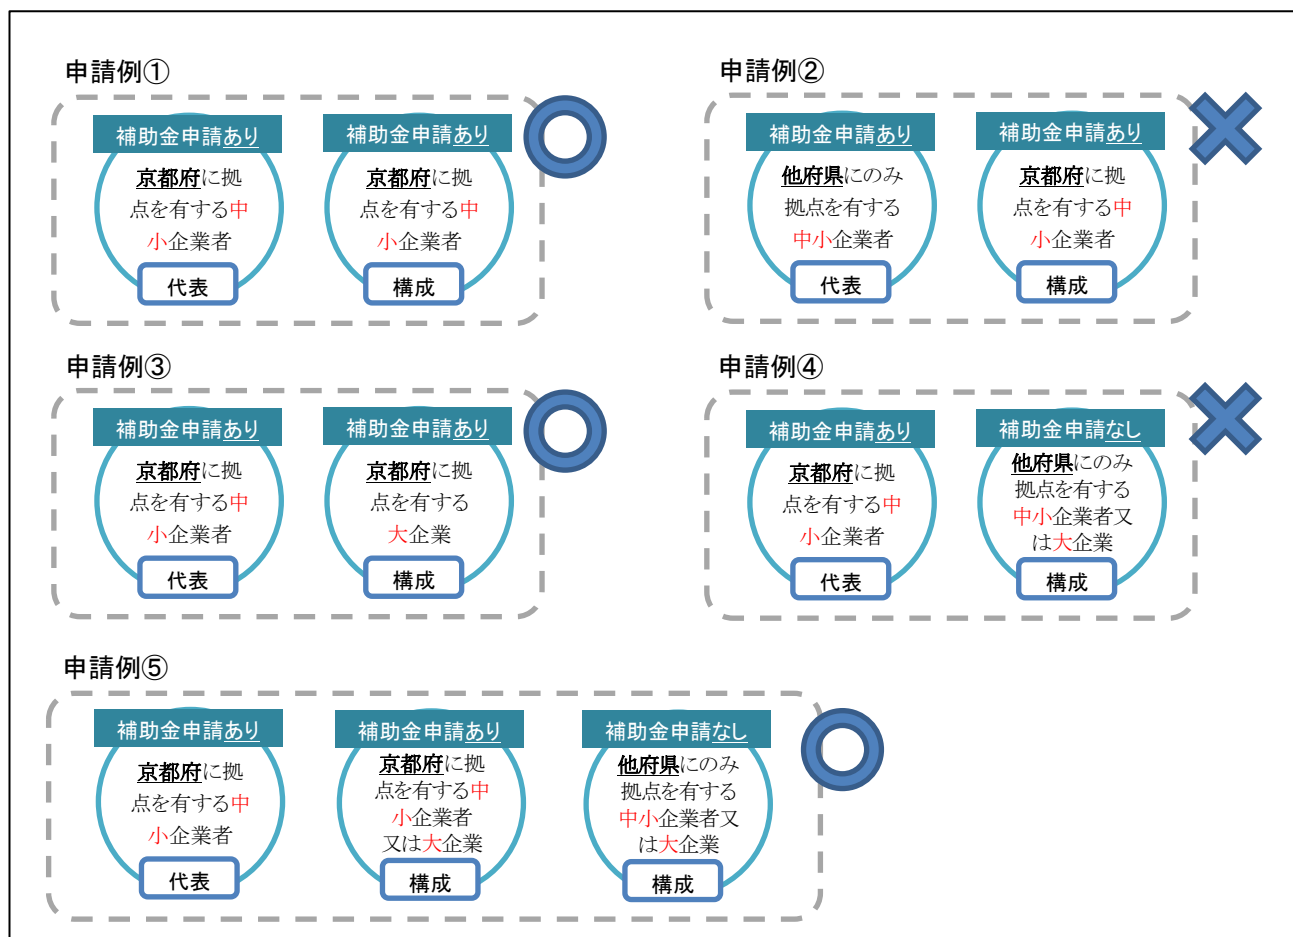 申請例①
補助金申請あり
京都府に拠
点を有する中
小企業者
代表
補助金申請あり
京都府に拠
点を有する中
小企業者
構成
申請例②
補助金申請あり
他府県にのみ
拠点を有する
中小企業者
代表
補助金申請あり
京都府に拠
点を有する中
小企業者
構成
申請例③
補助金申請あり
京都府に拠
点を有する中
小企業者
代表
補助金申請あり
京都府に拠
点を有する
大企業
構成
申請例④
補助金申請あり
京都府に拠
点を有する中
小企業者
代表
補助金申請なし
他府県にのみ
拠点を有する
中小企業者又
は大企業
構成
申請例⑤
補助金申請あり
京都府に拠
点を有する中
小企業者
代表
補助金申請あり
京都府に拠
点を有する中
小企業者
又は大企業
構成
補助金申請なし
他府県にのみ
拠点を有する
中小企業者又
は大企業
構成